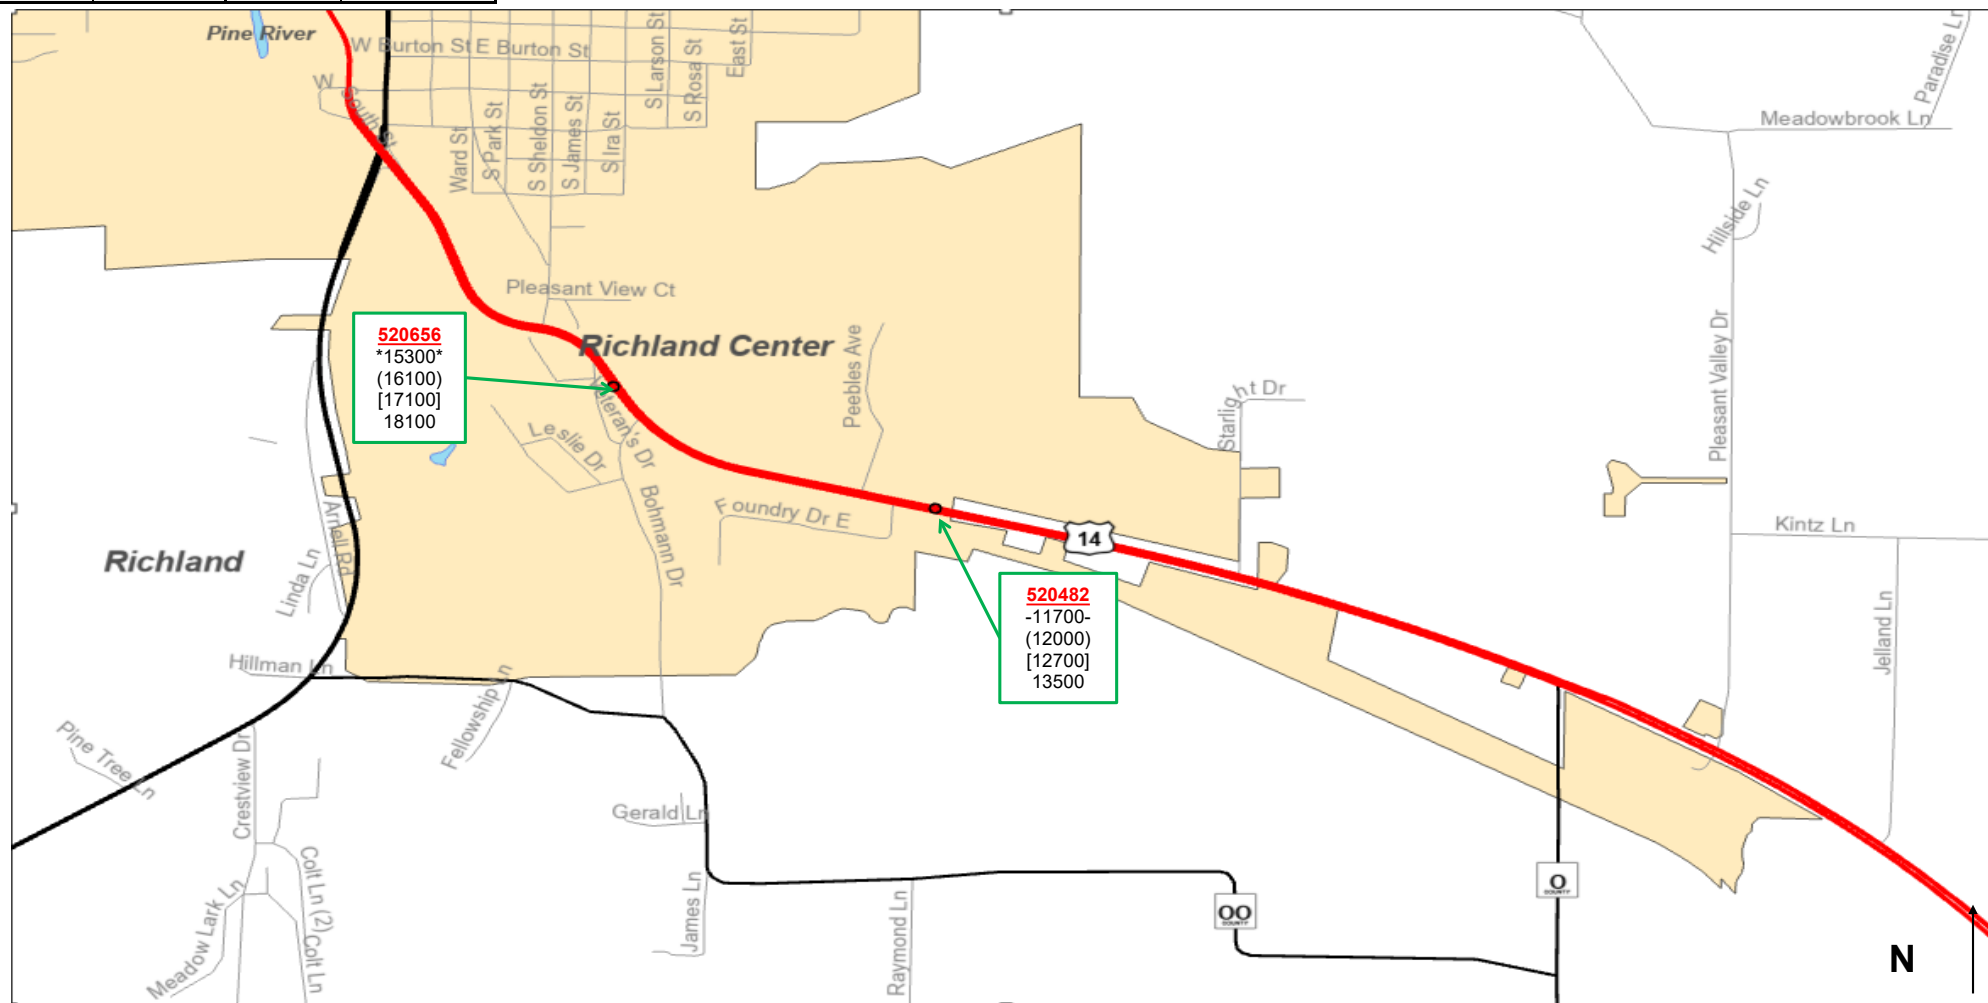 Pine River
W Burton St
E Burton St
S Larson St
S Rosa St
East St
Paradise Ln
W South St
Meadowbrook Ln
Ward St
S Park St
S Sheldon St
S James St
S Ira St
Hillside Ln
Pleasant View Ct
Richland Center
520656
*15300*
(16100)
[17100]
18100
Peebles Ave
Pleasant Valley Dr
Starlight Dr
Veteran's Dr
Leslie Dr
Bohmann Dr
Foundry Dr E
14
Kintz Ln
Richland
Arnell Rd
Linda Ln
520482
-11700-
(12000)
[12700]
13500
Jelland Ln
Hillman Ln
Fellowship Ln
Pine Tree Ln
Crestview Dr
Gerald Ln
Colt Ln (2)
Meadow Lark Ln
Colt Ln
James Ln
Raymond Ln
OO
COUNTY
O
COUNTY
N